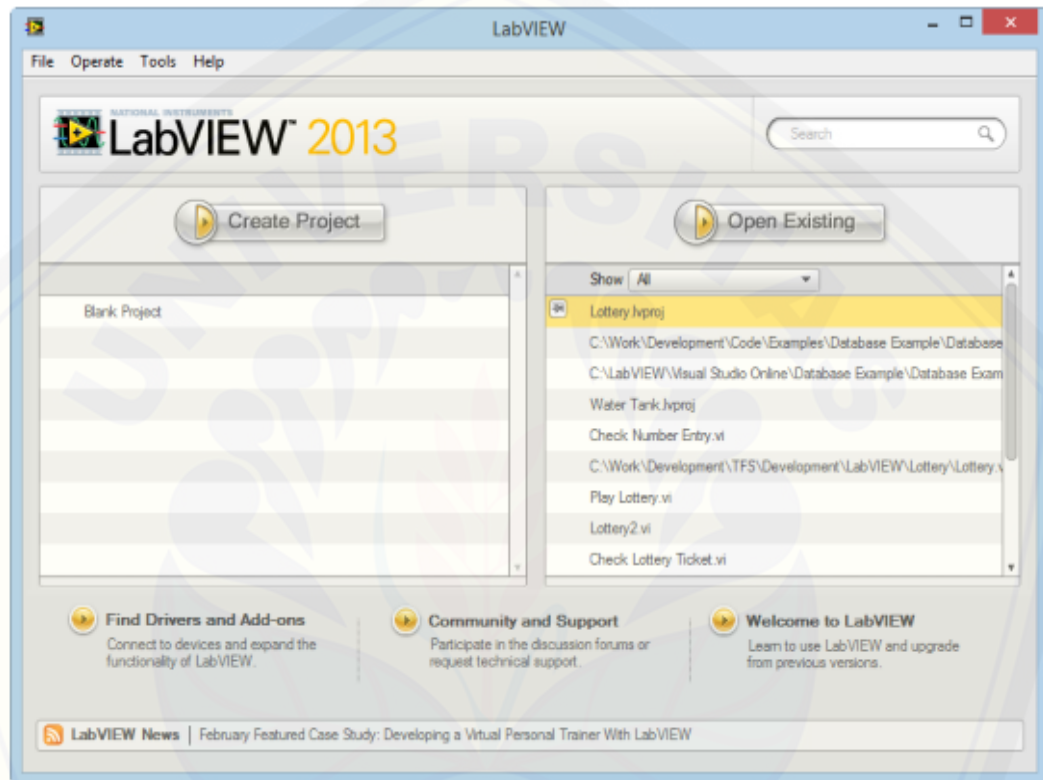 LabVIEW
File Operate Tools Help
NATIONAL INSTRUMENTS
LabVIEW™ 2013
Search
Create Project
Open Existing
Show All
Blank Project
Lottery.lvproj
C:\Work\Development\Code\Examples\Database Example\Database
C:\LabVIEW\Visual Studio Online\Database Example\Database Exam
Water Tank.lvproj
Check Number Entry.vi
C:\Work\Development\TFS\Development\LabVIEW\Lottery\Lottery.v
Play Lottery.vi
Lottery2.vi
Check Lottery Ticket.vi
Find Drivers and Add-ons
Connect to devices and expand the
functionality of LabVIEW.
Community and Support
Participate in the discussion forums or
request technical support.
Welcome to LabVIEW
Learn to use LabVIEW and upgrade
from previous versions.
LabVIEW News | February Featured Case Study: Developing a Virtual Personal Trainer With LabVIEW
UNIVERSITAS